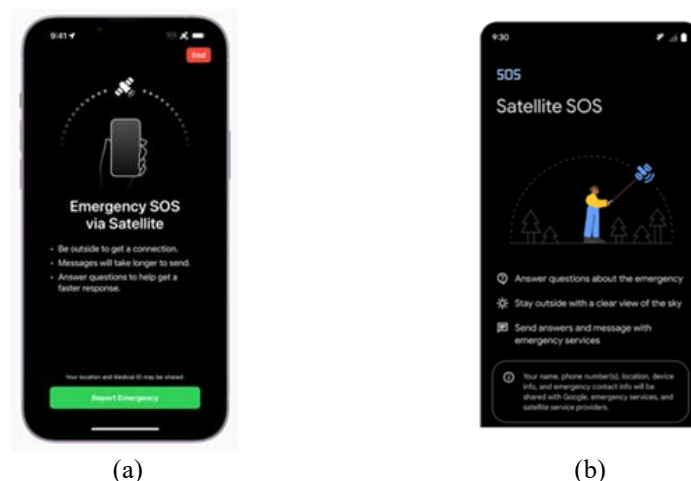 9:41
SOS
End
Emergency SOS
via Satellite
• Be outside to get a connection.
• Messages will take longer to send.
• Answer questions to help get a
faster response.
Your location and Medical ID may be shared.
Report Emergency
(a)
9:30
SOS
Satellite SOS
Answer questions about the emergency
Stay outside with a clear view of the sky
Send answers and message with
emergency services
Your name, phone number(s), location, device
info, and emergency contact info will be
shared with Google, emergency services, and
satellite service providers.
(b)